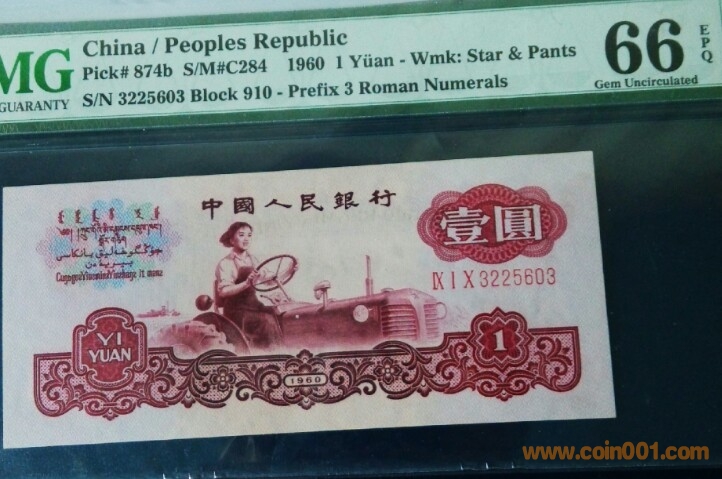 MG
GUARANTY
China / Peoples Republic
Pick# 874b S/M#C284 1960 1 Yüan - Wmk: Star & Pants
S/N 3225603 Block 910 - Prefix 3 Roman Numerals
66
EPQ
Gem Uncirculated
中國人民銀行
壹圓
IX I X 3225603
YI
YUAN
1960
1
www.coin001.com